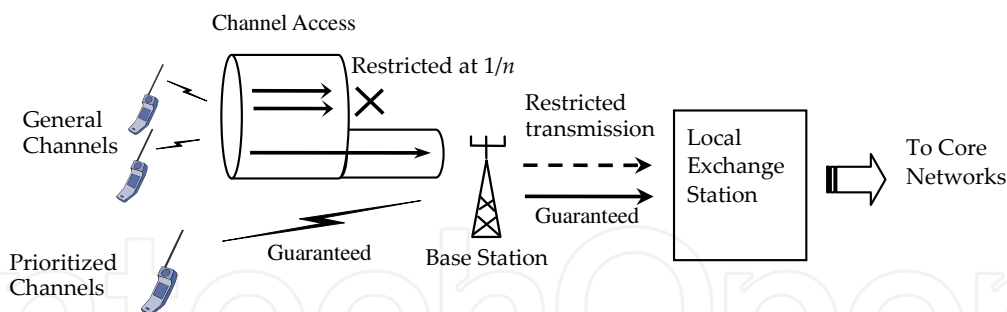 Channel Access
Restricted at 1/n
General
Channels
Restricted
transmission
Local
Exchange
Station
To Core
Networks
Guaranteed
Guaranteed
Base Station
Prioritized
Channels